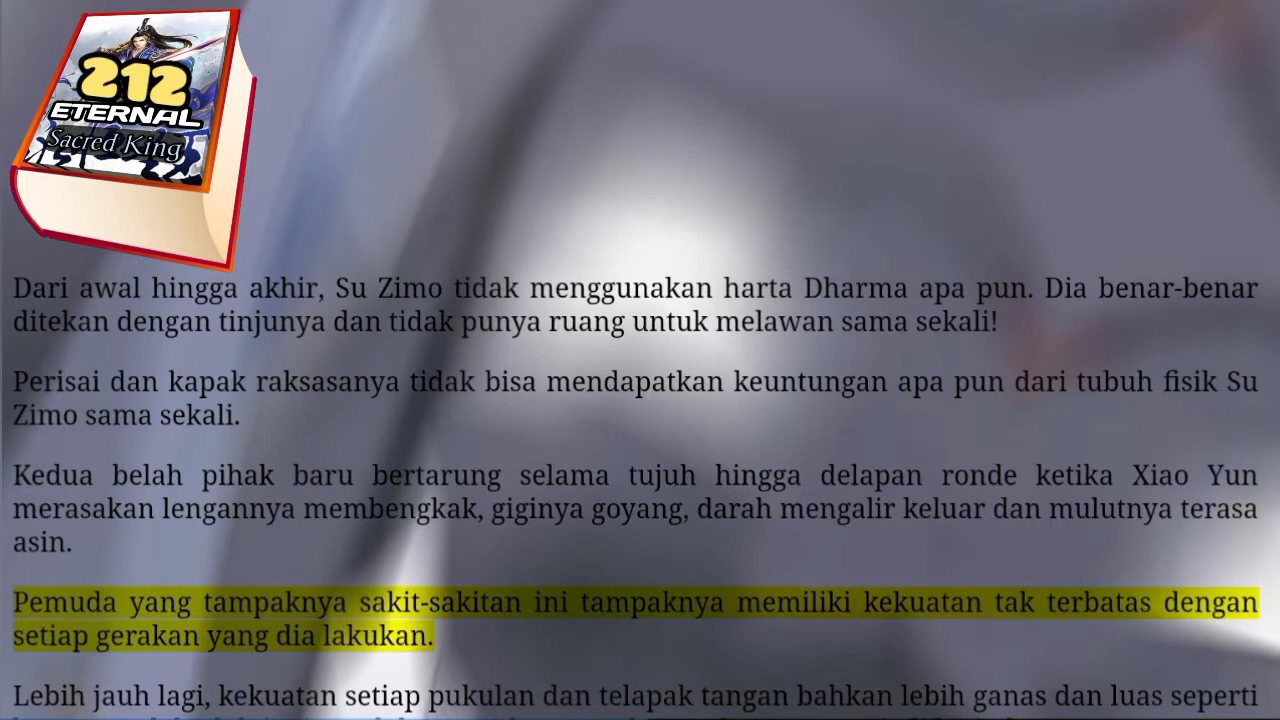 212
ETERNAL
Sacred King
Dari awal hingga akhir, Su Zimo tidak menggunakan harta Dharma apa pun. Dia benar-benar
ditekan dengan tinjunya dan tidak punya ruang untuk melawan sama sekali!
Perisai dan kapak raksasanya tidak bisa mendapatkan keuntungan apa pun dari tubuh fisik Su
Zimo sama sekali.
Kedua belah pihak baru bertarung selama tujuh hingga delapan ronde ketika Xiao Yun
merasakan lengannya membengkak, giginya goyang, darah mengalir keluar dan mulutnya terasa
asin.
Pemuda yang tampaknya sakit-sakitan ini tampaknya memiliki kekuatan tak terbatas dengan
setiap gerakan yang dia lakukan.
Lebih jauh lagi, kekuatan setiap pukulan dan telapak tangan bahkan lebih ganas dan luas seperti